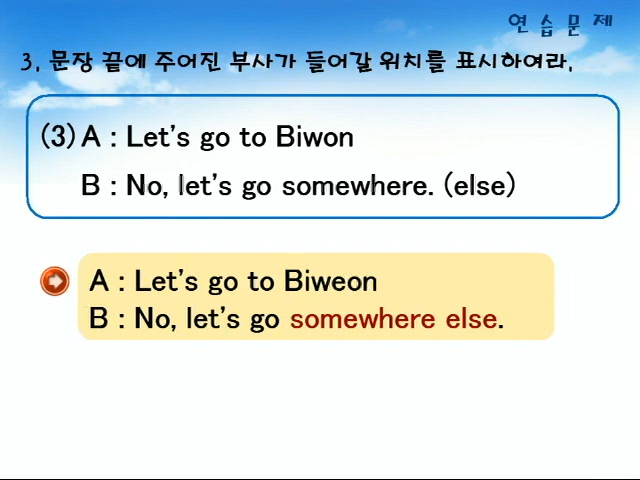 연습문제
3. 문장 끝에 주어진 부사가 들어갈 위치를 표시하여라.
(3) A : Let's go to Biwon
B : No, let's go somewhere. (else)
A : Let's go to Biweon
B : No, let's go somewhere else.